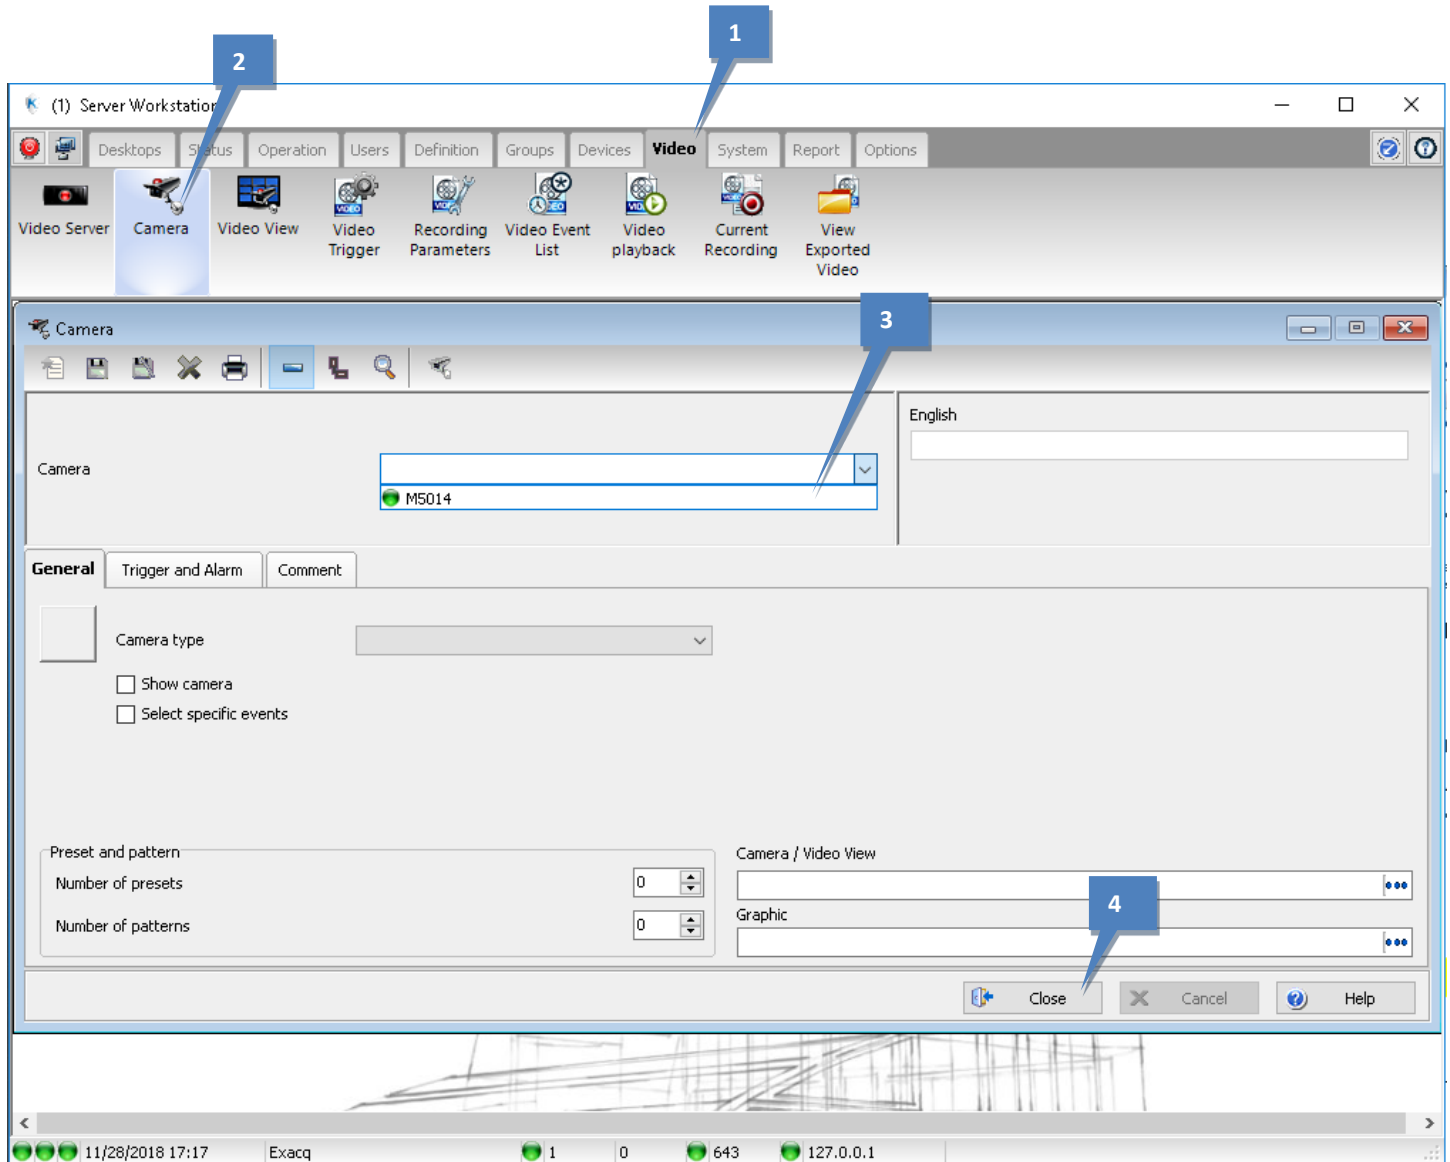 1
2
(1) Server Workstation
Desktops Status Operation Users Definition Groups Devices Video System Report Options
Video Server Camera Video View Video Trigger Recording Parameters Video Event List Video playback Current Recording View Exported Video
3
Camera
English
Camera
M5014
General Trigger and Alarm Comment
Camera type
Show camera
Select specific events
Preset and pattern
Camera / Video View
Number of presets 0
4
Graphic
Number of patterns 0
Close Cancel Help
11/28/2018 17:17 Exacq 1 0 643 127.0.0.1